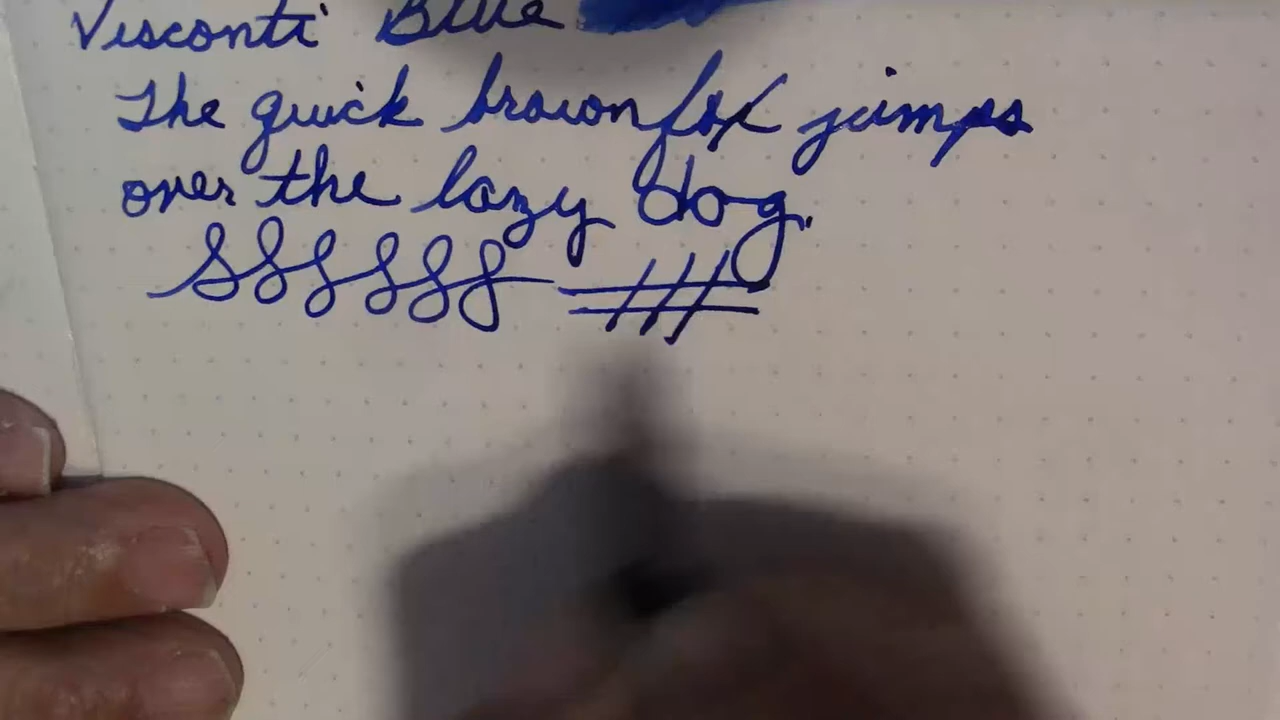 Visconti Blue
The quick brown fox jumps
over the lazy dog.